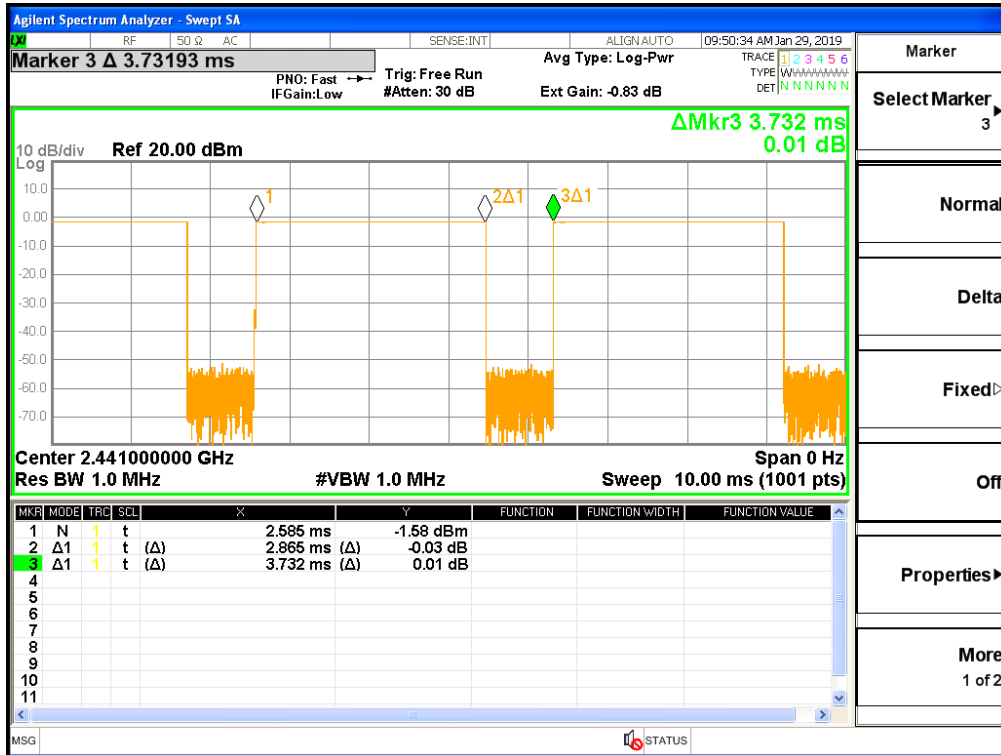 Agilent Spectrum Analyzer - Swept SA
LXI RF 50 Ω AC SENSE:INT ALIGN AUTO 09:50:34 AM Jan 29, 2019
Marker 3 Δ 3.73193 ms
PNO: Fast
IFGain:Low
Trig: Free Run
#Atten: 30 dB
Avg Type: Log-Pwr
Ext Gain: -0.83 dB
TRACE 1 2 3 4 5 6
TYPE W
DET N N N N N N
ΔMkr3 3.732 ms
0.01 dB
10 dB/div Ref 20.00 dBm
Log
10.0
0.00
-10.0
-20.0
-30.0
-40.0
-50.0
-60.0
-70.0
1
2Δ1
3Δ1
Center 2.441000000 GHz Span 0 Hz
Res BW 1.0 MHz #VBW 1.0 MHz Sweep 10.00 ms (1001 pts)
MKR MODE TRC SCL X Y FUNCTION FUNCTION WIDTH FUNCTION VALUE
1 N 1 t 2.585 ms -1.58 dBm
2 Δ1 1 t (Δ) 2.865 ms (Δ) -0.03 dB
3 Δ1 1 t (Δ) 3.732 ms (Δ) 0.01 dB
4
5
6
7
8
9
10
11
MSG STATUS
Marker
Select Marker
3
Normal
Delta
Fixed
Off
Properties
More
1 of 2